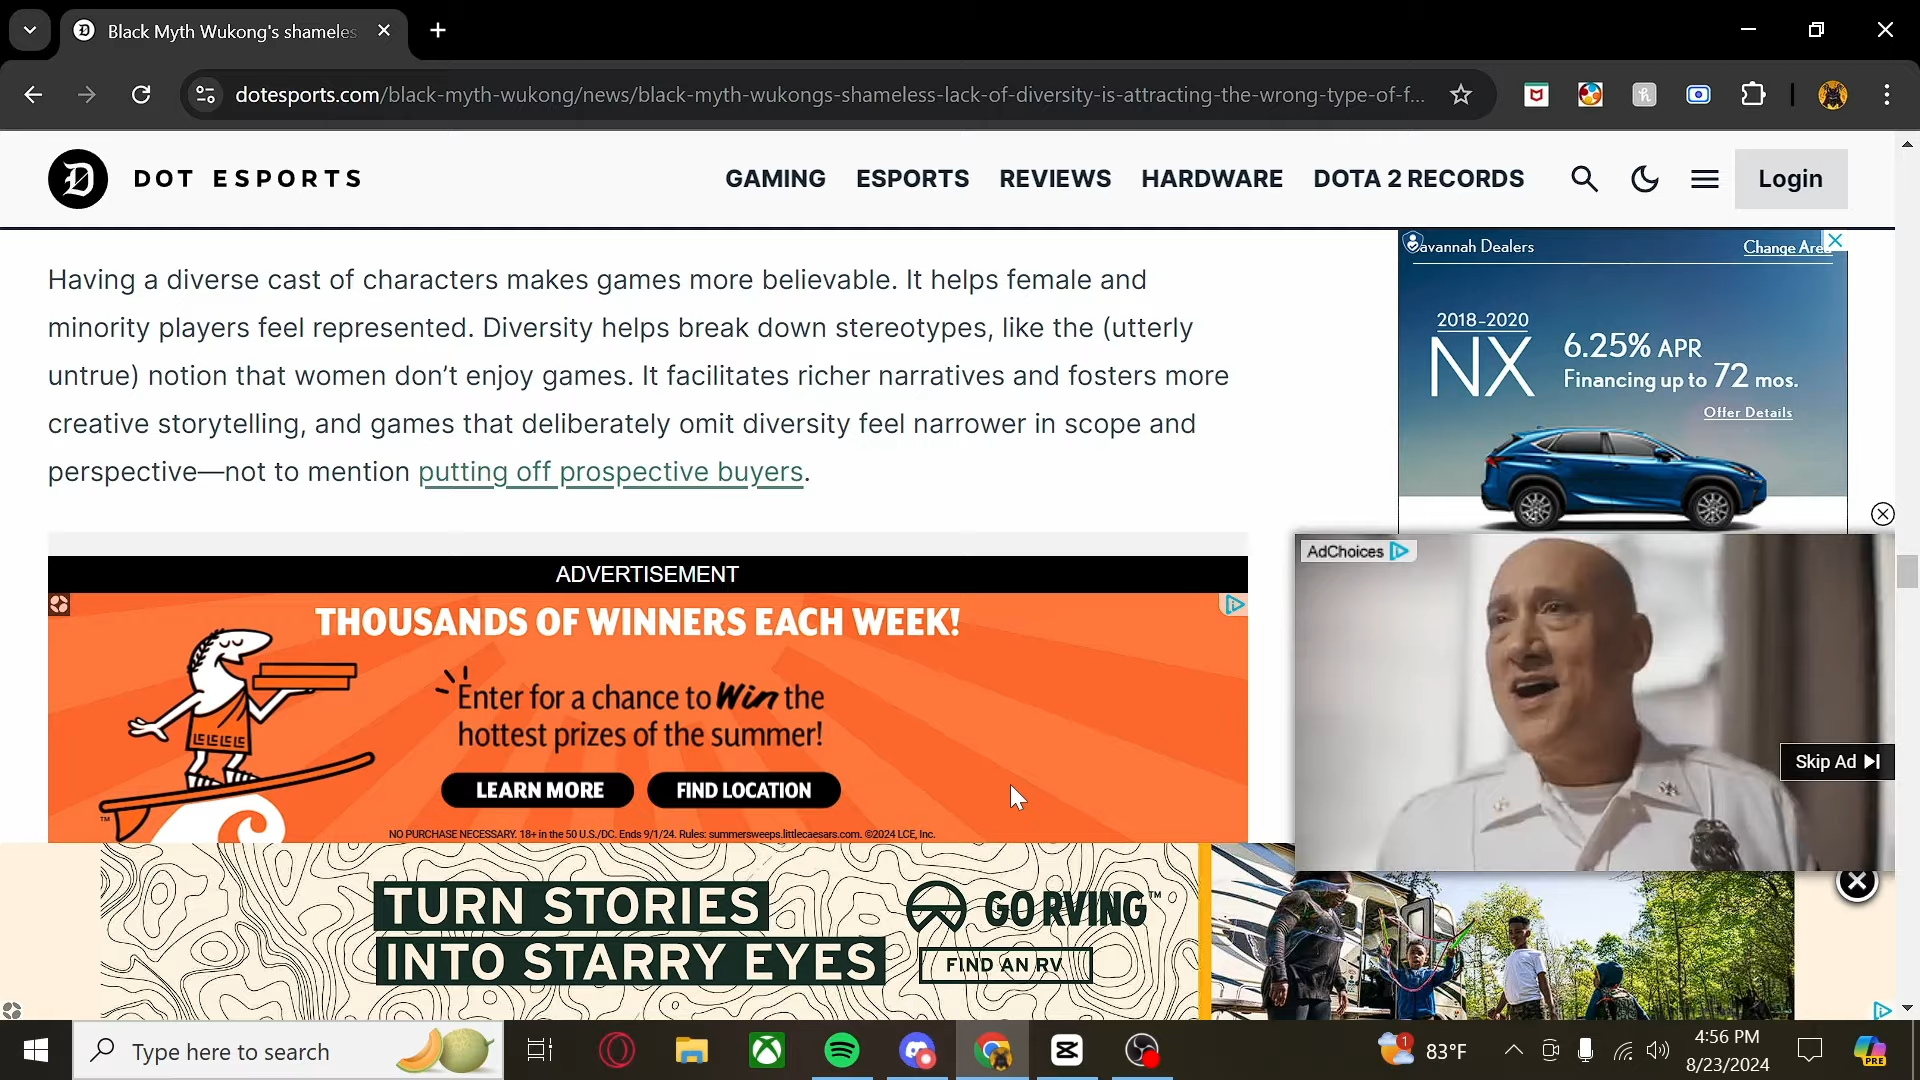 Black Myth Wukong's shameles
dotesports.com/black-myth-wukong/news/black-myth-wukongs-shameless-lack-of-diversity-is-attracting-the-wrong-type-of-f...
DOT ESPORTS
GAMING
ESPORTS
REVIEWS
HARDWARE
DOTA 2 RECORDS
Login
Having a diverse cast of characters makes games more believable. It helps female and
minority players feel represented. Diversity helps break down stereotypes, like the (utterly
untrue) notion that women don't enjoy games. It facilitates richer narratives and fosters more
creative storytelling, and games that deliberately omit diversity feel narrower in scope and
perspective—not to mention putting off prospective buyers.
avannah Dealers
Change Area
2018-2020
NX
6.25% APR
Financing up to 72 mos.
Offer Details
AdChoices
Skip Ad
ADVERTISEMENT
THOUSANDS OF WINNERS EACH WEEK!
Enter for a chance to Win the
hottest prizes of the summer!
LEARN MORE
FIND LOCATION
TM
NO PURCHASE NECESSARY. 18+ in the 50 U.S./DC. Ends 9/1/24. Rules: summersweeps.littlecaesars.com. ©2024 LCE, Inc.
TURN STORIES
INTO STARRY EYES
GO RVING™
FIND AN RV
Type here to search
1
83°F
4:56 PM
8/23/2024
PRE